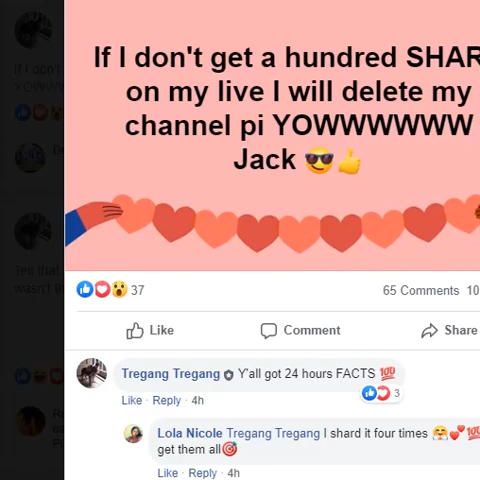 If I don't get a hundred SHAR
on my live I will delete my
channel pi YOWWWWWW
Jack 😎👍
37
65 Comments 10
Like Comment Share
Tregang Tregang Y'all got 24 hours FACTS 💯
Like · Reply · 4h
3
Lola Nicole Tregang Tregang I shard it four times 🤗💕💯
get them all🎯
Like · Reply · 4h